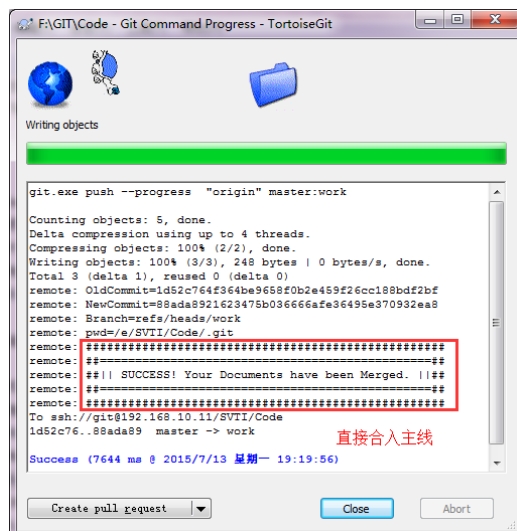 F:\GIT\Code - Git Command Progress - TortoiseGit
Writing objects
git.exe push --progress "origin" master:work
Counting objects: 5, done.
Delta compression using up to 4 threads.
Compressing objects: 100% (2/2), done.
Writing objects: 100% (3/3), 248 bytes | 0 bytes/s, done.
Total 3 (delta 1), reused 0 (delta 0)
remote: OldCommit=1d52c764f364be9658f0b2e459f26cc188bdf2bf
remote: NewCommit=88ada8921623475b036666afe36495e370932ea8
remote: Branch=refs/heads/work
remote: pwd=/e/SVTI/Code/.git
remote: ##################################################
remote: ##==============================================##
remote: ##|| SUCCESS! Your Documents have been Merged. ||##
remote: ##==============================================##
remote: ##################################################
To ssh://git@192.168.10.11/SVTI/Code
1d52c76..88ada89 master -> work
直接合入主线
Success (7644 ms @ 2015/7/13 星期一 19:19:56)
Create pull request
Close
Abort